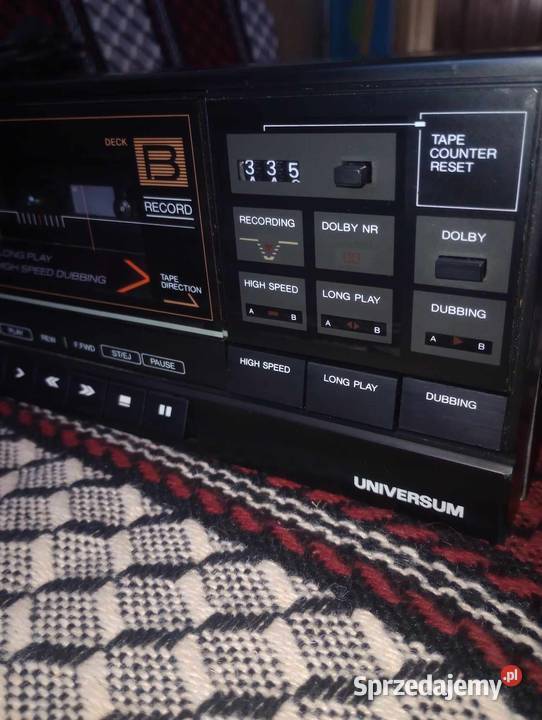 DECK
B
RECORD
LONG PLAY
HIGH SPEED DUBBING
TAPE
DIRECTION
335
TAPE
COUNTER
RESET
RECORDING
DOLBY NR
DOLBY
HIGH SPEED
A B
LONG PLAY
A B
DUBBING
A B
PLAY
REW
F.FWD
ST/EJ
PAUSE
HIGH SPEED
LONG PLAY
DUBBING
UNIVERSUM
Sprzedajemy.pl